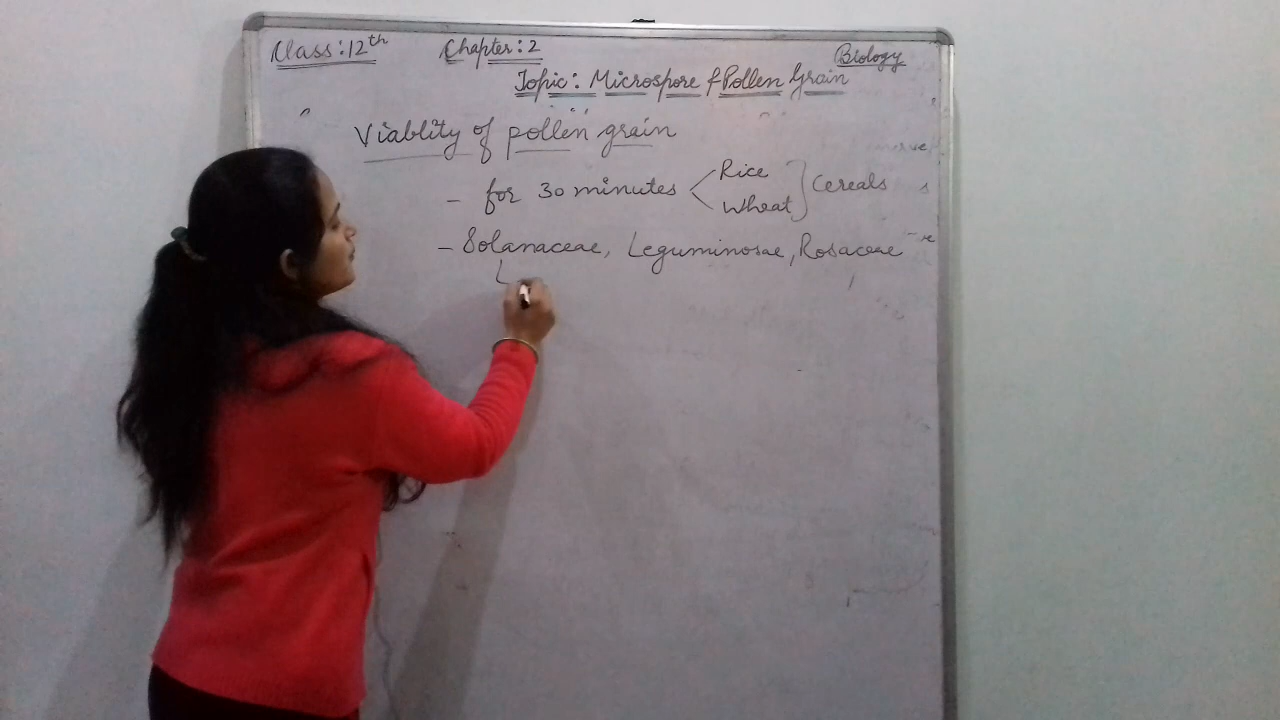 Class: 12th Chapter: 2 Biology
Topic: Microspore & Pollen Grain
Viablity of pollen grain
- for 30 minutes Rice
Wheat } Cereals
- Solanaceae, Leguminosae, Rosaceae